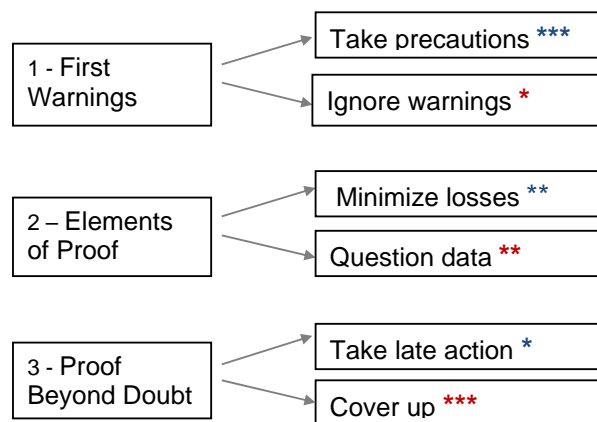 Take precautions ***
1 - First
Warnings
Ignore warnings *
Minimize losses **
2 – Elements
of Proof
Question data **
Take late action *
3 - Proof
Beyond Doubt
Cover up ***